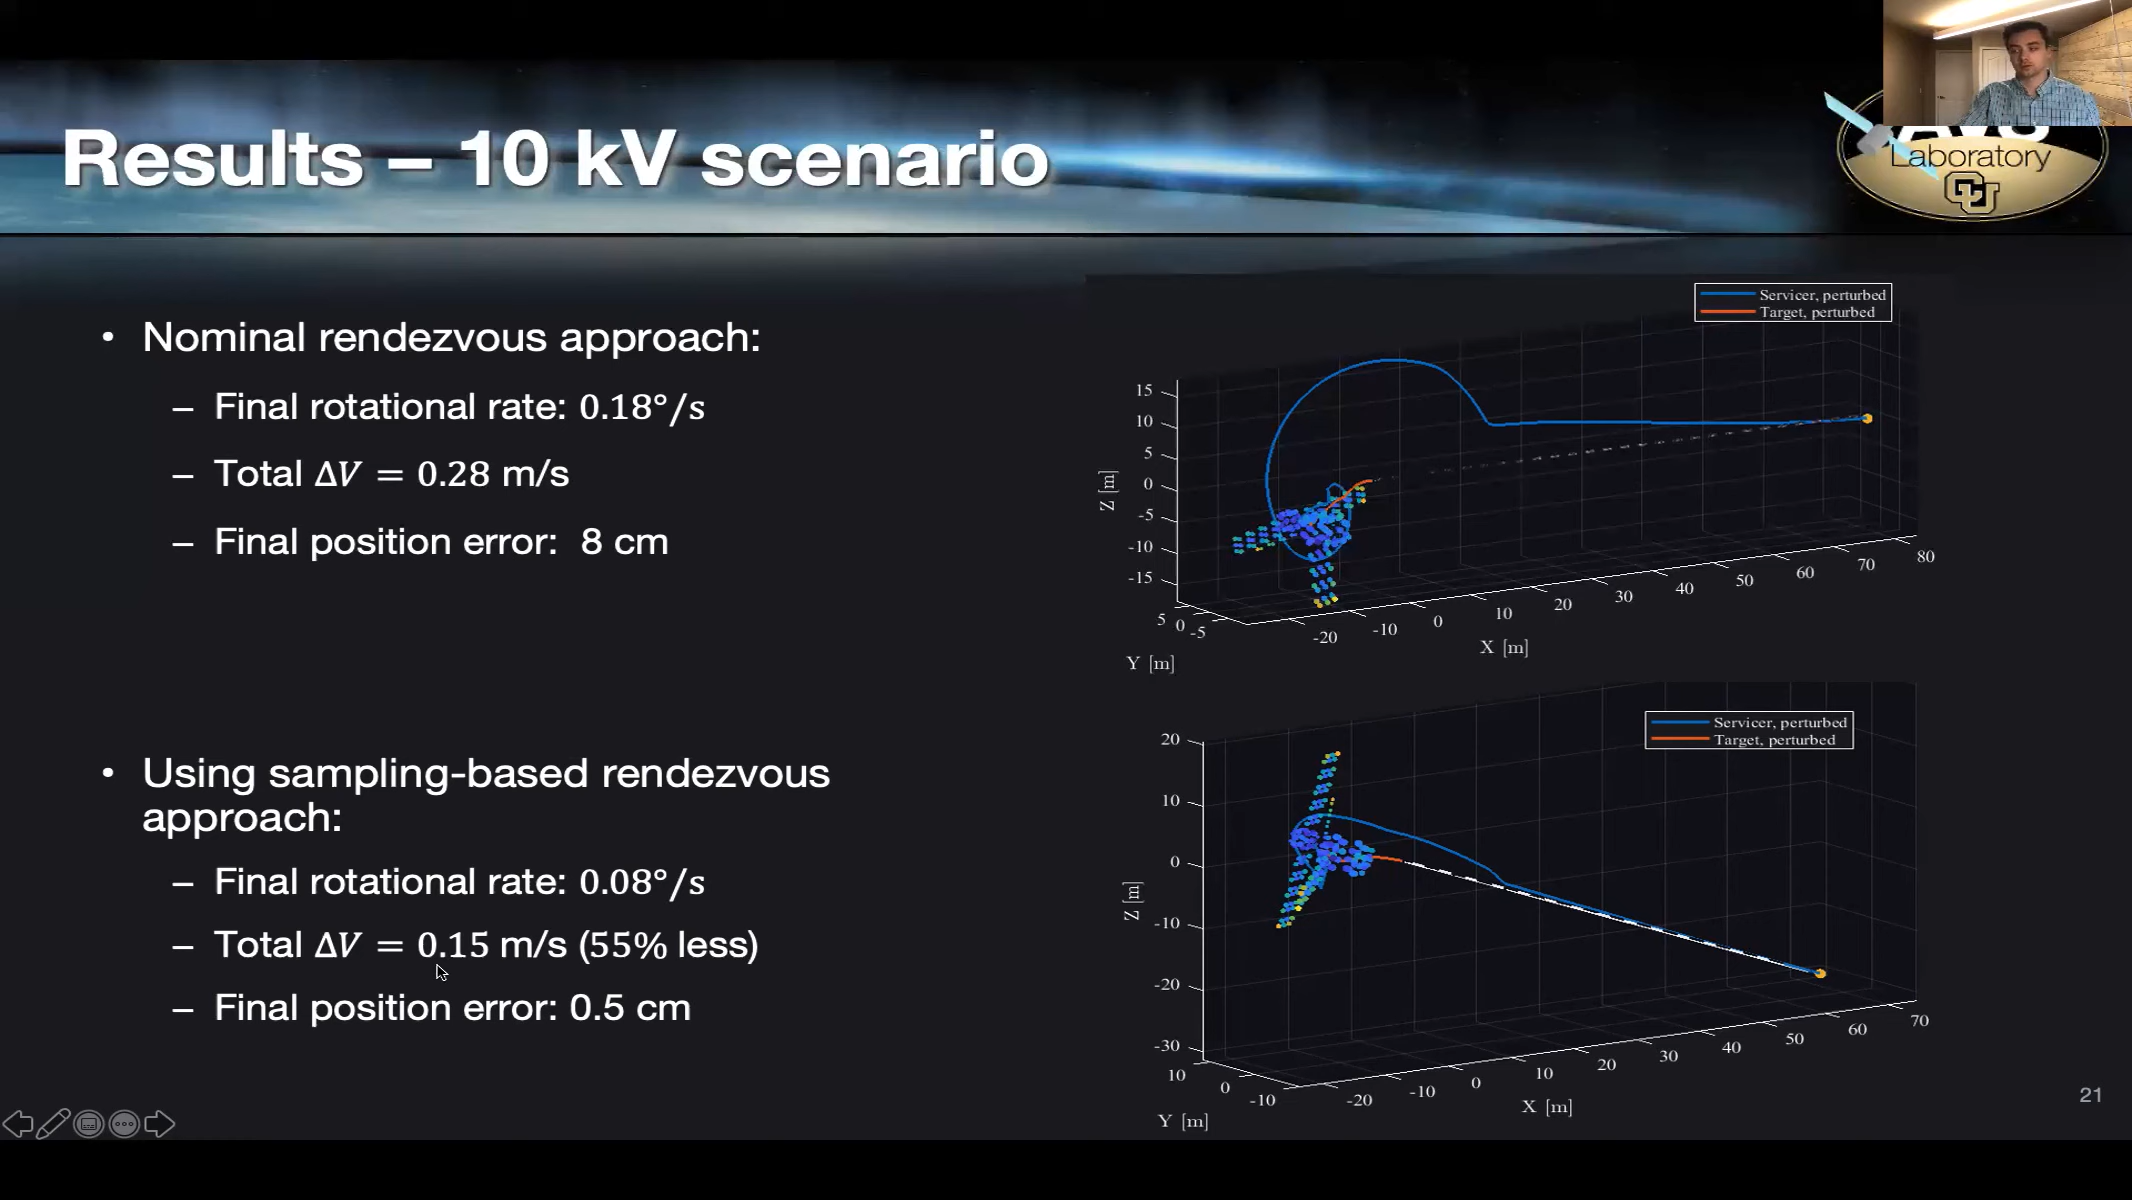 Results – 10 kV scenario
Laboratory
CU
• Nominal rendezvous approach:
– Final rotational rate: 0.18°/s
– Total ΔV = 0.28 m/s
– Final position error: 8 cm
• Using sampling-based rendezvous
approach:
– Final rotational rate: 0.08°/s
– Total ΔV = 0.15 m/s (55% less)
– Final position error: 0.5 cm
Servicer, perturbed
Target, perturbed
15
10
5
0
-5
-10
-15
Z [m]
5 0 -5
Y [m]
-20 -10 0 10 20 30 40 50 60 70 80
X [m]
Servicer, perturbed
Target, perturbed
20
10
0
-10
-20
-30
Z [m]
10 0 -10
Y [m]
-20 -10 0 10 20 30 40 50 60 70
X [m]
21